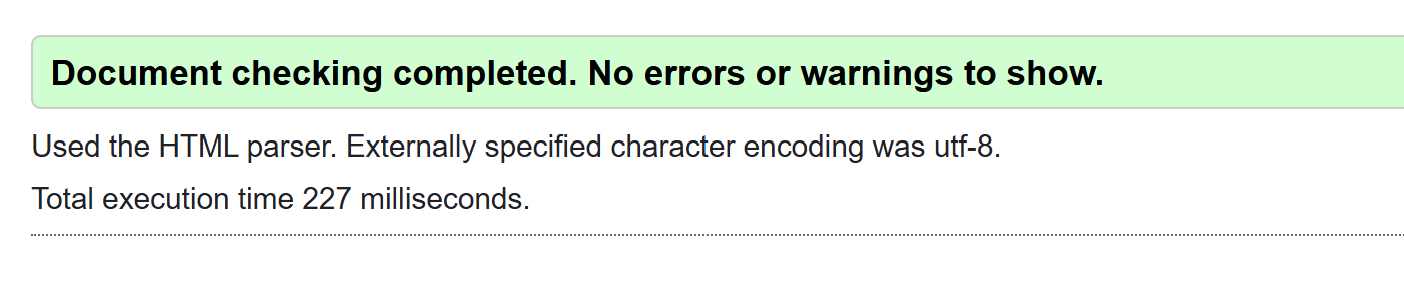 Document checking completed. No errors or warnings to show.
Used the HTML parser. Externally specified character encoding was utf-8.
Total execution time 227 milliseconds.